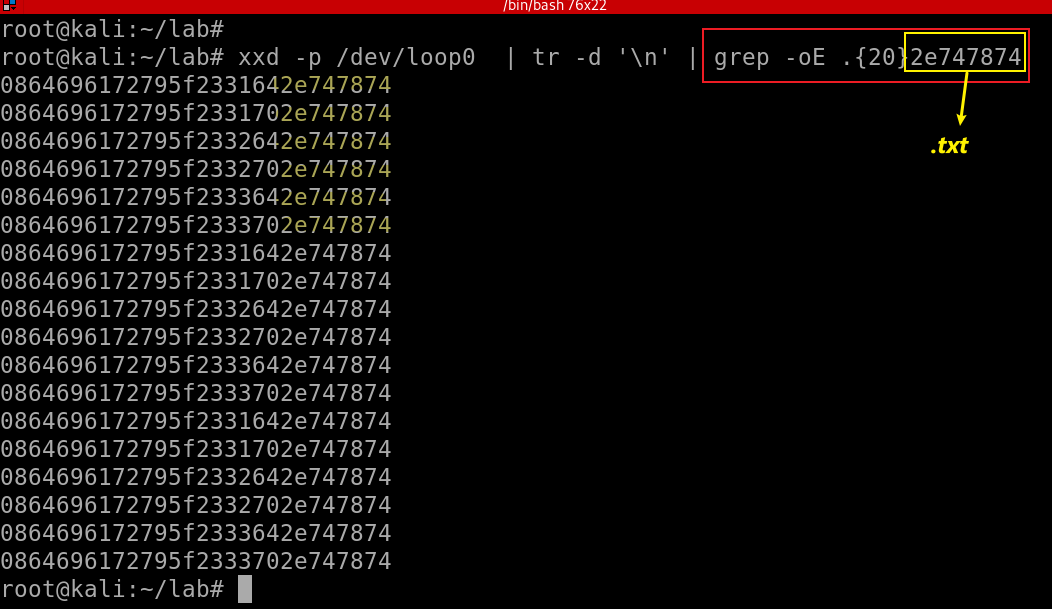 /bin/bash 76x22
root@kali:~/lab#
root@kali:~/lab# xxd -p /dev/loop0  | tr -d '\n' | grep -oE .{20}2e747874
0864696172795f2331642e747874
.txt
0864696172795f2331702e747874
0864696172795f2332642e747874
0864696172795f2332702e747874
0864696172795f2333642e747874
0864696172795f2333702e747874
0864696172795f2331642e747874
0864696172795f2331702e747874
0864696172795f2332642e747874
0864696172795f2332702e747874
0864696172795f2333642e747874
0864696172795f2333702e747874
0864696172795f2331642e747874
0864696172795f2331702e747874
0864696172795f2332642e747874
0864696172795f2332702e747874
0864696172795f2333642e747874
0864696172795f2333702e747874
root@kali:~/lab#